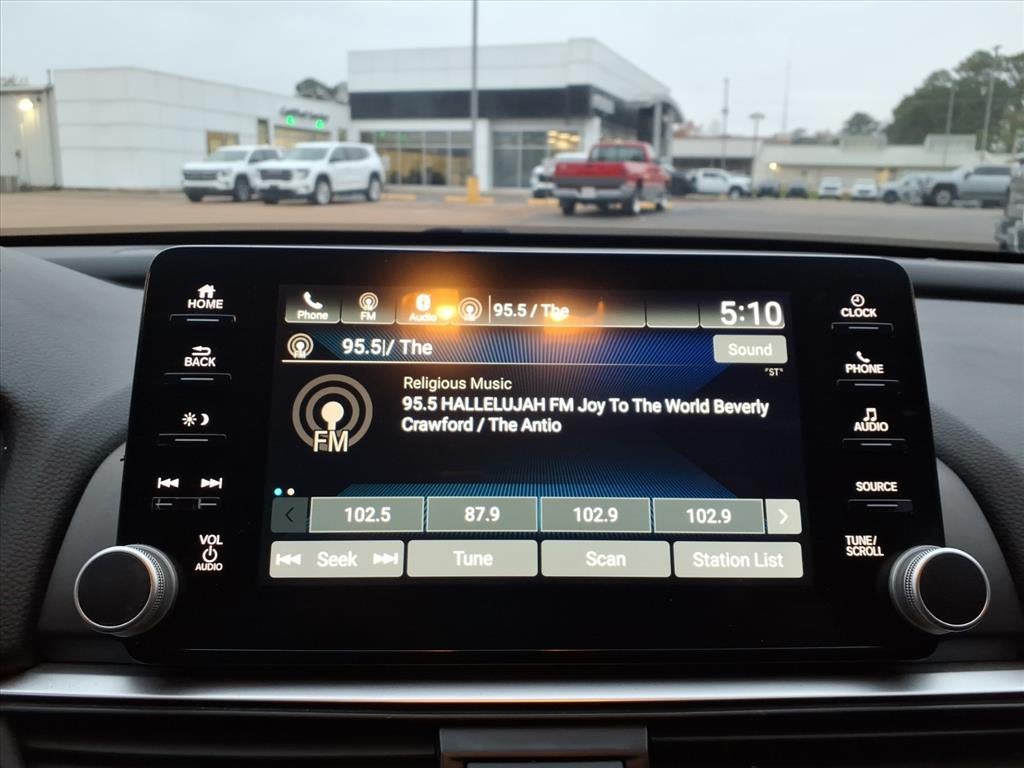 HOME
BACK
VOL
AUDIO
Phone
FM
Audio
95.5 / The
5:10
FM
95.5|/ The
Sound
"ST"
FM
Religious Music
95.5 HALLELUJAH FM Joy To The World Beverly
Crawford / The Antio
102.5
87.9
102.9
102.9
Seek
Tune
Scan
Station List
CLOCK
PHONE
AUDIO
SOURCE
TUNE/
SCROLL